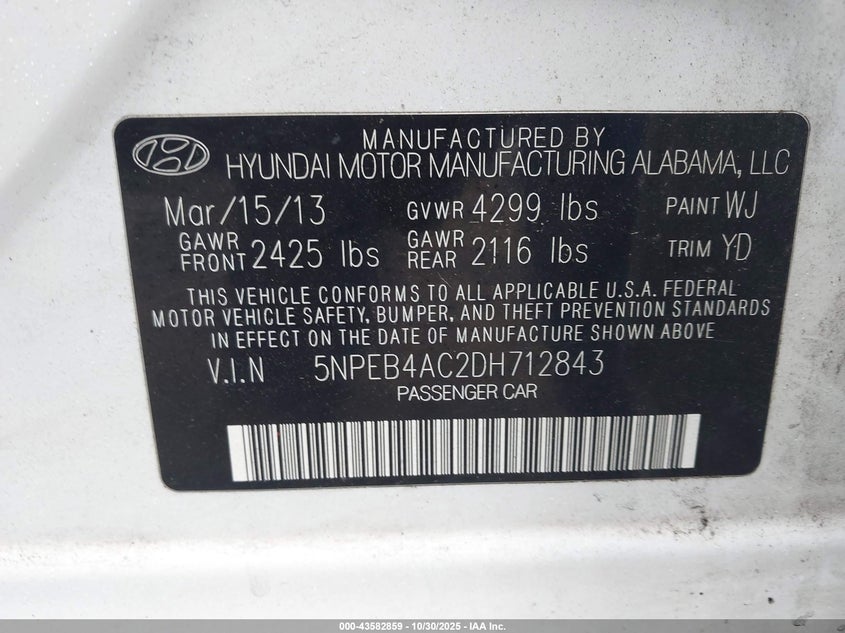 MANUFACTURED BY
HYUNDAI MOTOR MANUFACTURING ALABAMA, LLC
Mar/15/13 GVWR 4299 lbs PAINT WJ
GAWR FRONT 2425 lbs GAWR REAR 2116 lbs TRIM YD
THIS VEHICLE CONFORMS TO ALL APPLICABLE U.S.A. FEDERAL
MOTOR VEHICLE SAFETY, BUMPER, AND THEFT PREVENTION STANDARDS
IN EFFECT ON THE DATE OF MANUFACTURE SHOWN ABOVE
V.I.N 5NPEB4AC2DH712843
PASSENGER CAR
000-43582859 - 10/30/2025 - IAA Inc.